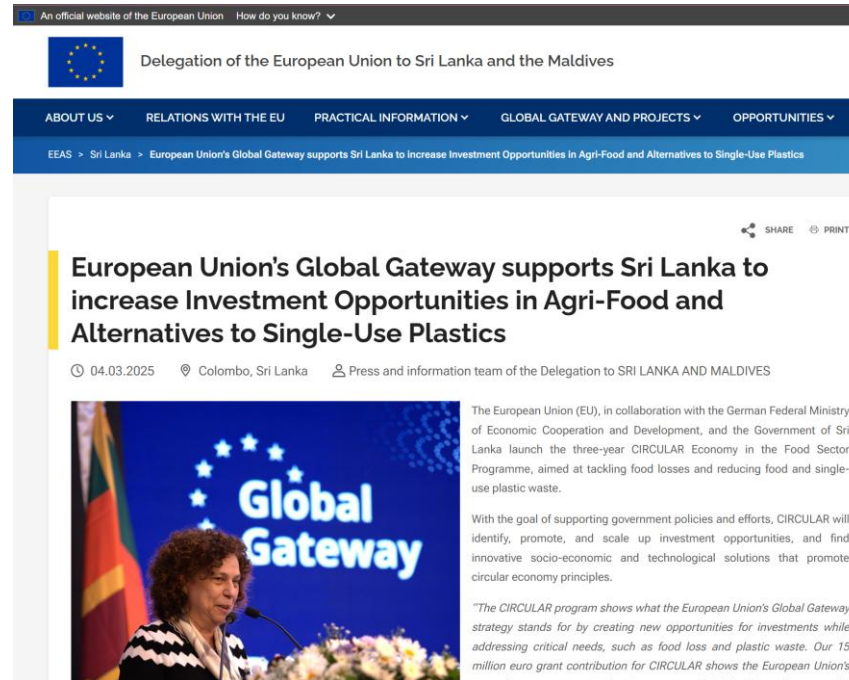 An official website of the European Union How do you know?
Delegation of the European Union to Sri Lanka and the Maldives
ABOUT US RELATIONS WITH THE EU PRACTICAL INFORMATION GLOBAL GATEWAY AND PROJECTS OPPORTUNITIES
EEAS > Sri Lanka > European Union's Global Gateway supports Sri Lanka to increase Investment Opportunities in Agri-Food and Alternatives to Single-Use Plastics
SHARE PRINT
European Union's Global Gateway supports Sri Lanka to
increase Investment Opportunities in Agri-Food and
Alternatives to Single-Use Plastics
04.03.2025 Colombo, Sri Lanka Press and information team of the Delegation to SRI LANKA AND MALDIVES
Global
Gateway
The European Union (EU), in collaboration with the German Federal Ministry
of Economic Cooperation and Development, and the Government of Sri
Lanka launch the three-year CIRCULAR Economy in the Food Sector
Programme, aimed at tackling food losses and reducing food and single-
use plastic waste.
With the goal of supporting government policies and efforts, CIRCULAR will
identify, promote, and scale up investment opportunities, and find
innovative socio-economic and technological solutions that promote
circular economy principles.
"The CIRCULAR program shows what the European Union's Global Gateway
strategy stands for by creating new opportunities for investments while
addressing critical needs, such as food loss and plastic waste. Our 15
million euro grant contribution for CIRCULAR shows the European Union's